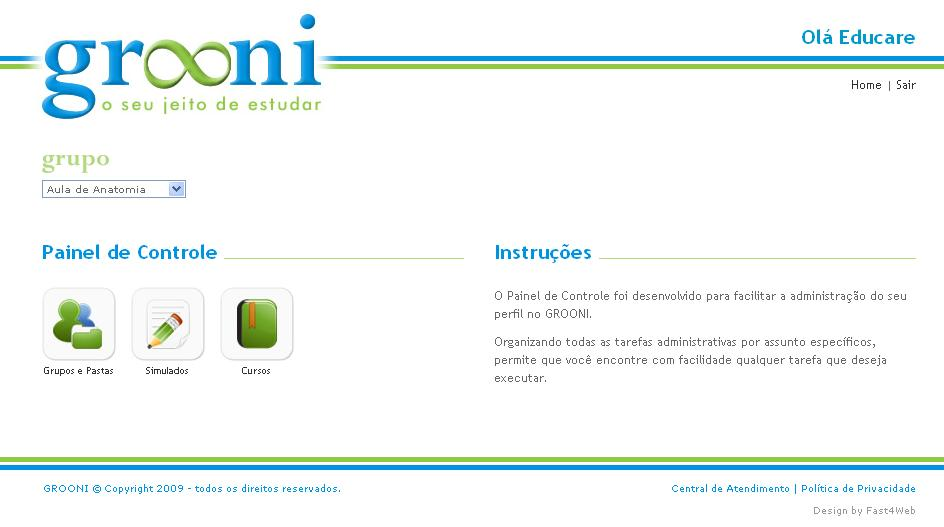 grooni
o seu jeito de estudar
Olá Educare
Home | Sair
grupo
Aula de Anatomia
Painel de Controle
Grupos e Pastas
Simulados
Cursos
Instruções
O Painel de Controle foi desenvolvido para facilitar a administração do seu
perfil no GROONI.
Organizando todas as tarefas administrativas por assunto específicos,
permite que você encontre com facilidade qualquer tarefa que deseja
executar.
GROONI © Copyright 2009 - todos os direitos reservados.
Central de Atendimento | Política de Privacidade
Design by Fast4Web